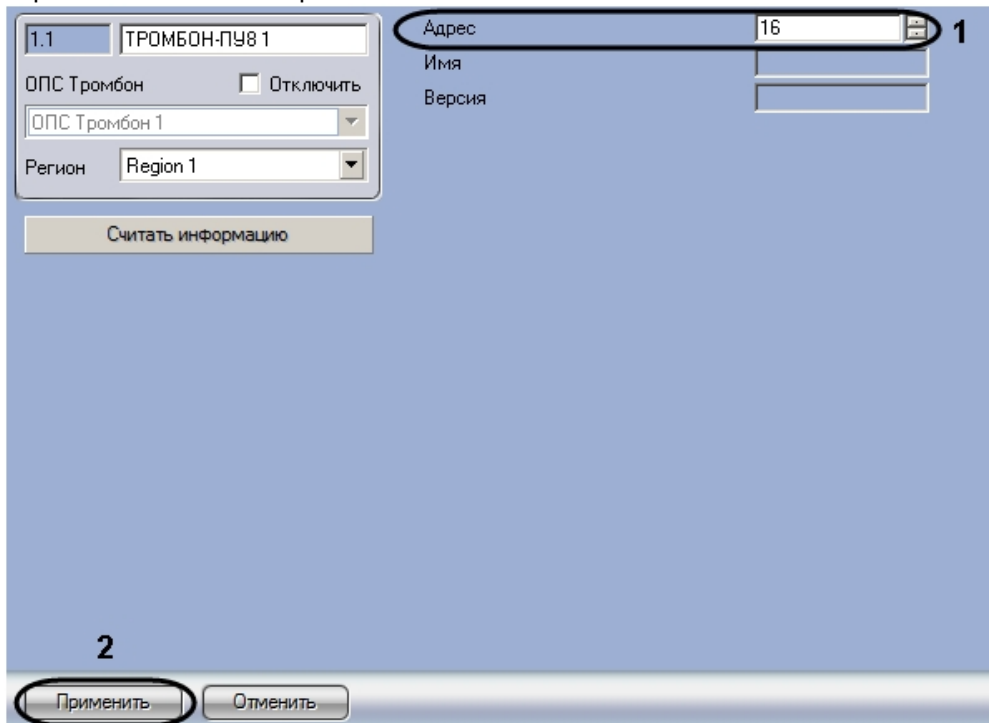 1.1 ТРОМБОН-ПУ8 1
ОПС Тромбон Отключить
ОПС Тромбон 1
Регион Region 1
Считать информацию
Адрес 16 1
Имя
Версия
2
Применить Отменить